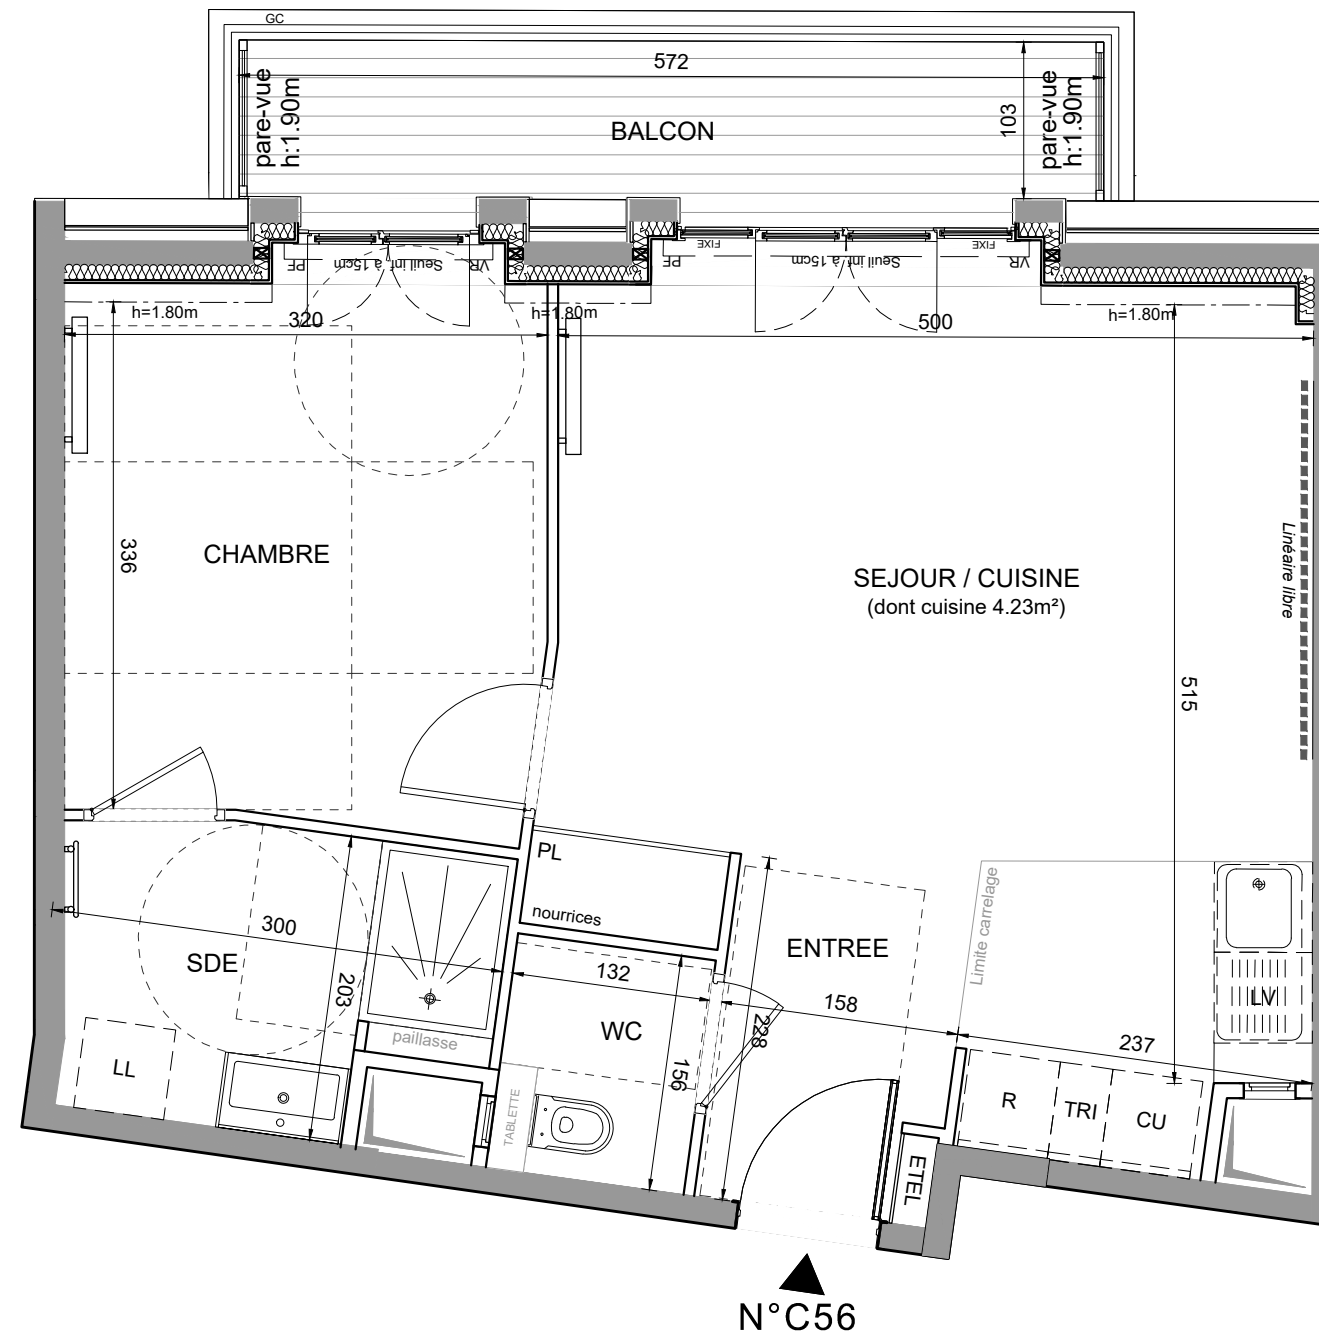 GC
572
pare-vue
h:1.90m
BALCON
103
pare-vue
h:1.90m
PF
Seuil inf à 15cm
VR
PF
FIXE
Seuil inf à 15cm
FIXE
VR
h=1.80m
320
h=1.80m
500
h=1.80m
336
CHAMBRE
SEJOUR / CUISINE
(dont cuisine 4.23m²)
Linéaire libre
515
PL
nourrices
Limite carrelage
300
SDE
203
132
ENTREE
158
228
WC
156
237
LV
paillasse
LL
TABLETTE
R
TRI
CU
ETEL
N°C56